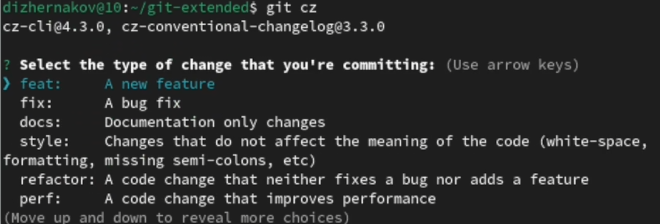 dizhernakov@10:~/git-extended$ git cz
cz-cli@4.3.0, cz-conventional-changelog@3.3.0
? Select the type of change that you're committing: (Use arrow keys)
❯ feat:     A new feature
  fix:      A bug fix
  docs:     Documentation only changes
  style:    Changes that do not affect the meaning of the code (white-space,
formatting, missing semi-colons, etc)
  refactor: A code change that neither fixes a bug nor adds a feature
  perf:     A code change that improves performance
(Move up and down to reveal more choices)